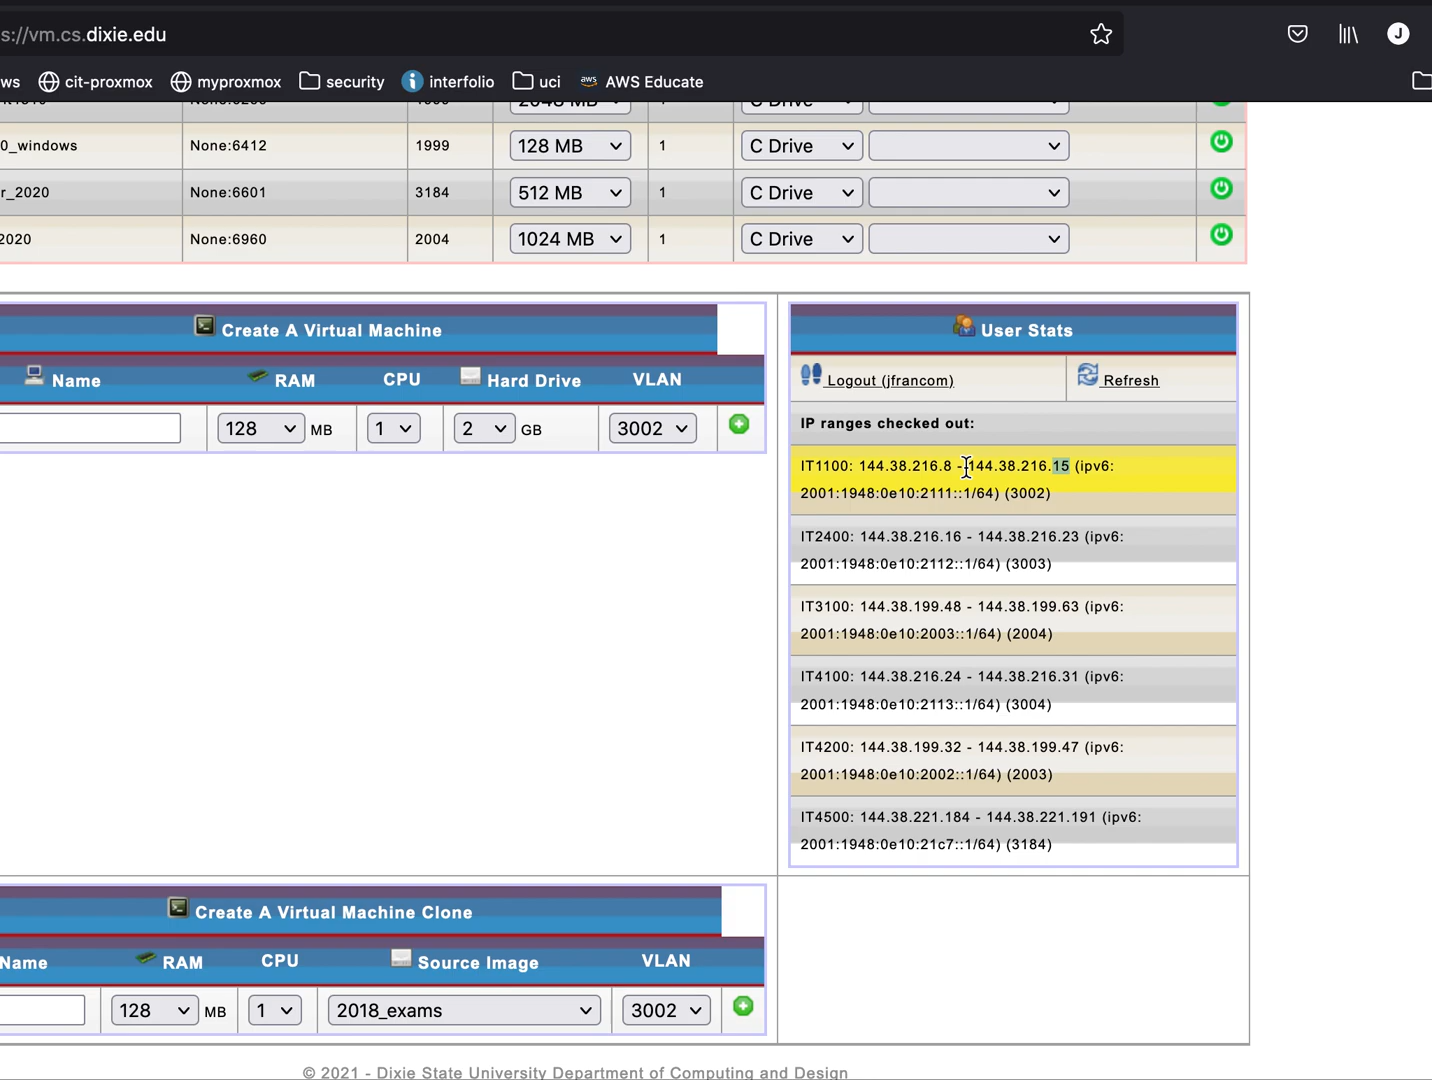 s://vm.cs.dixie.edu
J
ws cit-proxmox myproxmox security interfolio uci aws AWS Educate
0_windows None:6412 1999 128 MB 1 C Drive
r_2020 None:6601 3184 512 MB 1 C Drive
2020 None:6960 2004 1024 MB 1 C Drive
Create A Virtual Machine
Name RAM CPU Hard Drive VLAN
128 MB 1 2 GB 3002
User Stats
Logout (jfrancom) Refresh
IP ranges checked out:
IT1100: 144.38.216.8 - 144.38.216.15 (ipv6:
2001:1948:0e10:2111::1/64) (3002)
IT2400: 144.38.216.16 - 144.38.216.23 (ipv6:
2001:1948:0e10:2112::1/64) (3003)
IT3100: 144.38.199.48 - 144.38.199.63 (ipv6:
2001:1948:0e10:2003::1/64) (2004)
IT4100: 144.38.216.24 - 144.38.216.31 (ipv6:
2001:1948:0e10:2113::1/64) (3004)
IT4200: 144.38.199.32 - 144.38.199.47 (ipv6:
2001:1948:0e10:2002::1/64) (2003)
IT4500: 144.38.221.184 - 144.38.221.191 (ipv6:
2001:1948:0e10:21c7::1/64) (3184)
Create A Virtual Machine Clone
Name RAM CPU Source Image VLAN
128 MB 1 2018_exams 3002
© 2021 - Dixie State University Department of Computing and Design